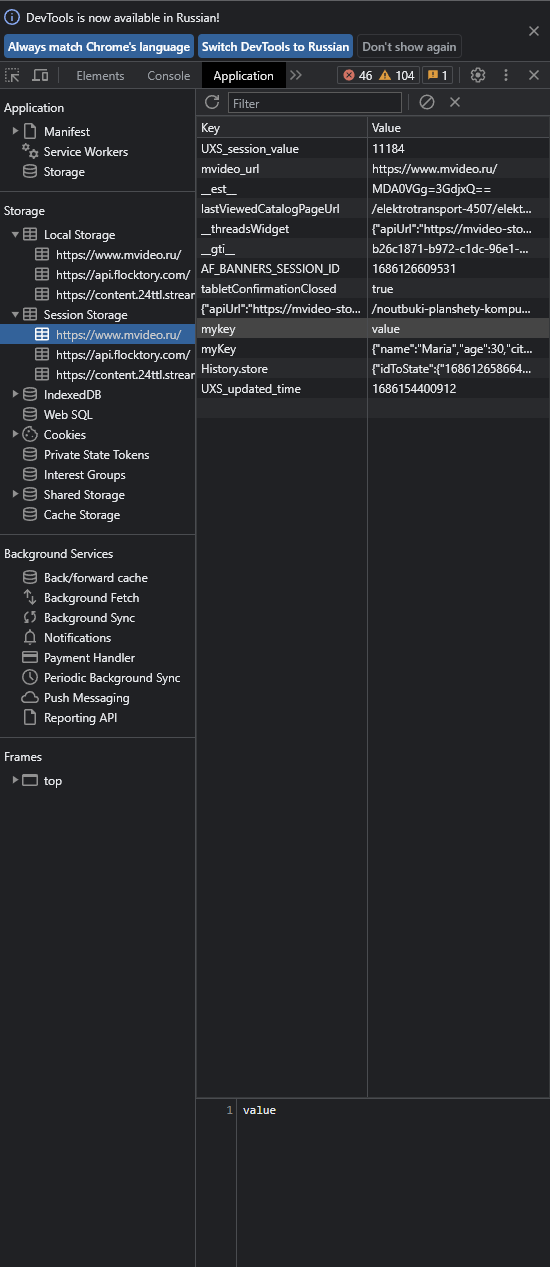 DevTools is now available in Russian!
Always match Chrome's language
Switch DevTools to Russian
Don't show again
Elements
Console
Application
46
104
1
Application
Manifest
Service Workers
Storage
Storage
Local Storage
https://www.mvideo.ru/
https://api.flocktory.com/
https://content.24ttl.strear
Session Storage
https://www.mvideo.ru/
https://api.flocktory.com/
https://content.24ttl.strear
IndexedDB
Web SQL
Cookies
Private State Tokens
Interest Groups
Shared Storage
Cache Storage
Background Services
Back/forward cache
Background Fetch
Background Sync
Notifications
Payment Handler
Periodic Background Sync
Push Messaging
Reporting API
Frames
top
Filter
Key Value
UXS_session_value 11184
mvideo_url https://www.mvideo.ru/
__est__ MDA0VGg=3GdjxQ==
lastViewedCatalogPageUrl /elektrotransport-4507/elekt...
__threadsWidget {"apiUrl":"https://mvideo-sto...
__gti__ b26c1871-b972-c1dc-96e1-...
AF_BANNERS_SESSION_ID 1686126609531
tabletConfirmationClosed true
{"apiUrl":"https://mvideo-sto... /noutbuki-planshety-kompu...
mykey value
myKey {"name":"Maria","age":30,"cit...
History.store {"idToState":{"168612658664...
UXS_updated_time 1686154400912
1 value